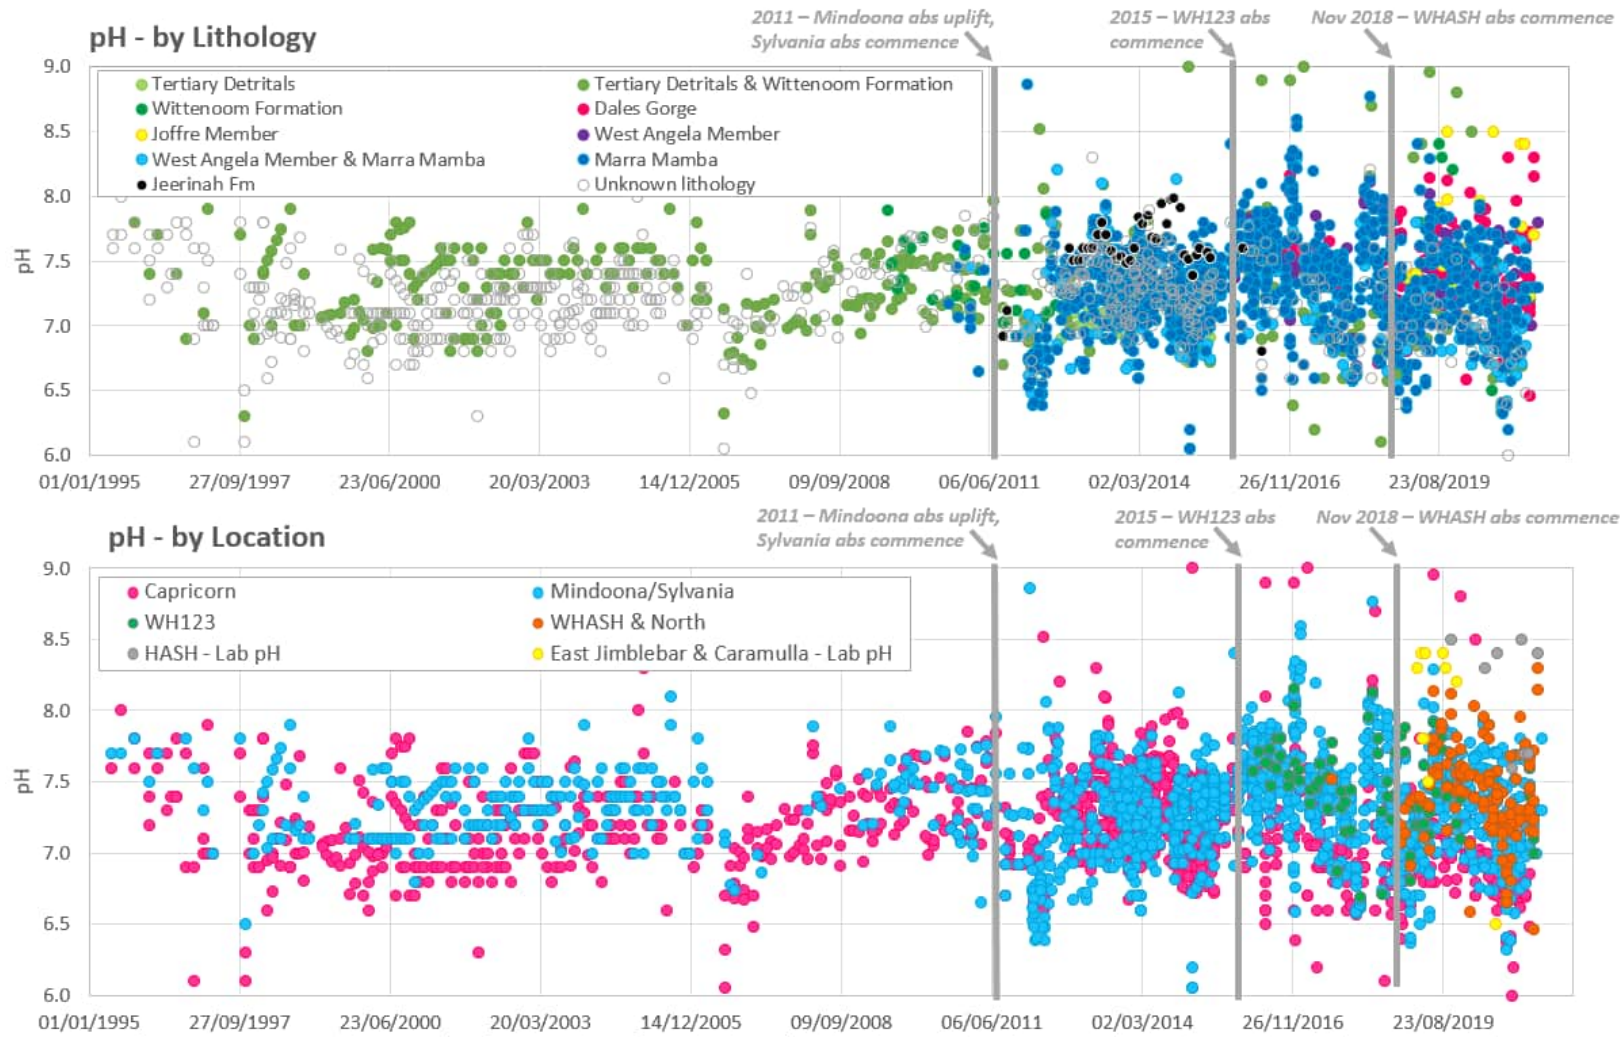 2011 – Mindoona abs uplift,
Sylvania abs commence
2015 – WH123 abs
commence
Nov 2018 – WHASH abs commence
pH - by Lithology
9.0
8.5
8.0
7.5
7.0
6.5
6.0
pH
Tertiary Detritals
Tertiary Detritals & Wittenoom Formation
Wittenoom Formation
Dales Gorge
Joffre Member
West Angela Member
West Angela Member & Marra Mamba
Marra Mamba
Jeerinah Fm
Unknown lithology
01/01/1995 27/09/1997 23/06/2000 20/03/2003 14/12/2005 09/09/2008 06/06/2011 02/03/2014 26/11/2016 23/08/2019
2011 – Mindoona abs uplift,
Sylvania abs commence
2015 – WH123 abs
commence
Nov 2018 – WHASH abs commence
pH - by Location
9.0
8.5
8.0
7.5
7.0
6.5
6.0
pH
Capricorn
Mindoona/Sylvania
WH123
WHASH & North
HASH - Lab pH
East Jimblebar & Caramulla - Lab pH
01/01/1995 27/09/1997 23/06/2000 20/03/2003 14/12/2005 09/09/2008 06/06/2011 02/03/2014 26/11/2016 23/08/2019